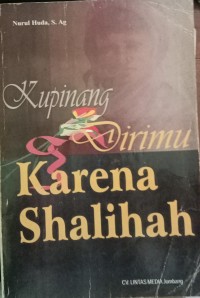 Nurul Huda, S. Ag
Kupinang
Dirimu
Karena
Shalihah
CV. LINTAS MEDIA Jombang